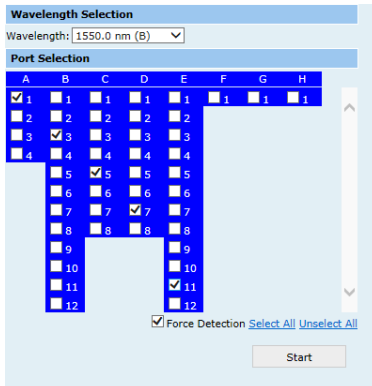 Wavelength Selection
Wavelength: 1550.0 nm (B)
Port Selection
A B C D E F G H
1 1 1 1 1 1 1 1
2 2 2 2 2
3 3 3 3 3
4 4 4 4 4
5 5 5 5
6 6 6 6
7 7 7 7
8 8 8 8
9 9
10 10
11 11
12 12
Force Detection Select All Unselect All
Start